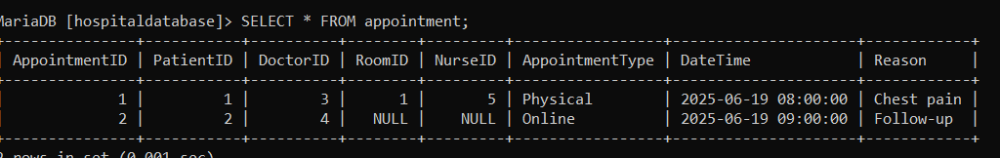 MariaDB [hospitaldatabase]> SELECT * FROM appointment;
+---------------+-----------+----------+--------+---------+-----------------+---------------------+------------+
| AppointmentID | PatientID | DoctorID | RoomID | NurseID | AppointmentType | DateTime            | Reason     |
+---------------+-----------+----------+--------+---------+-----------------+---------------------+------------+
|             1 |         1 |        3 |      1 |       5 | Physical        | 2025-06-19 08:00:00 | Chest pain |
|             2 |         2 |        4 |   NULL |    NULL | Online          | 2025-06-19 09:00:00 | Follow-up  |
+---------------+-----------+----------+--------+---------+-----------------+---------------------+------------+
2 rows in set (0.001 sec)